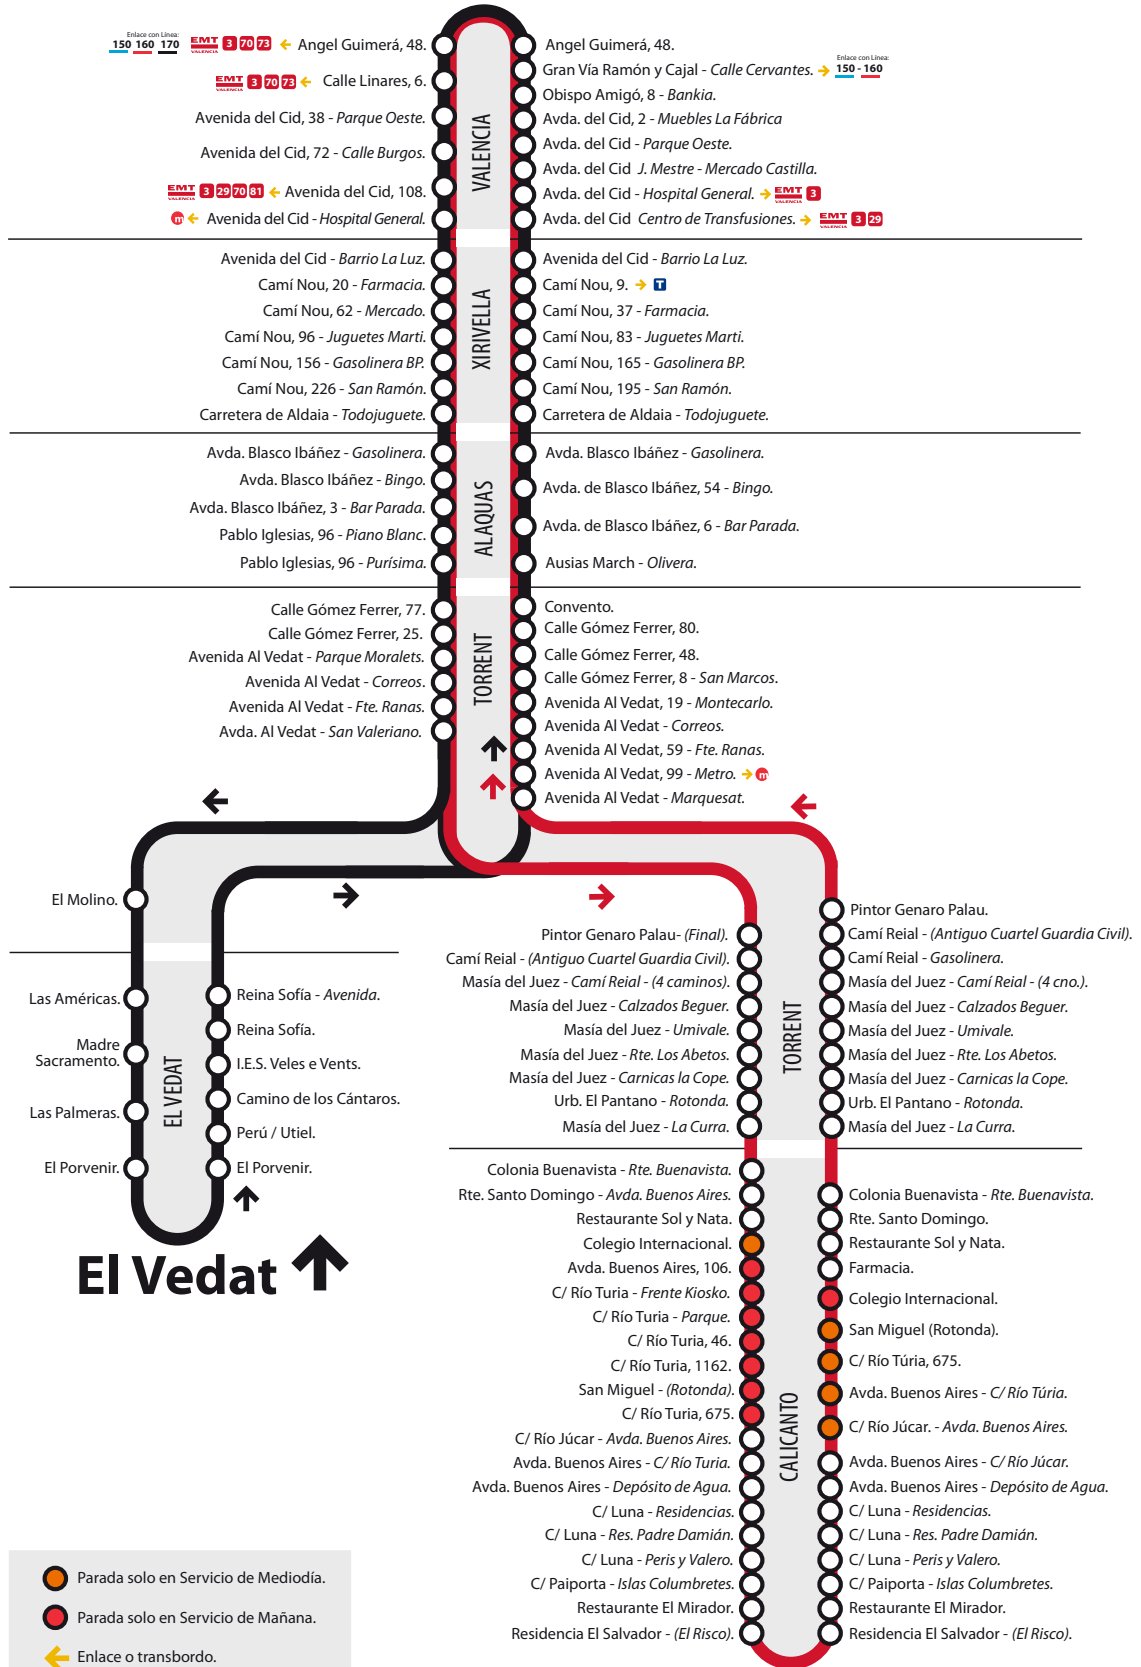 Enlace con Línea:
150 160 170 EMT VALENCIA 3 70 73 Angel Guimerá, 48.
EMT VALENCIA 3 70 73 Calle Linares, 6.
Avenida del Cid, 38 - Parque Oeste.
Avenida del Cid, 72 - Calle Burgos.
EMT VALENCIA 3 29 70 81 Avenida del Cid, 108.
m Avenida del Cid - Hospital General.
VALENCIA
Angel Guimerá, 48.
Gran Vía Ramón y Cajal - Calle Cervantes.
Enlace con Línea:
150 - 160
Obispo Amigó, 8 - Bankia.
Avda. del Cid, 2 - Muebles La Fábrica
Avda. del Cid - Parque Oeste.
Avda. del Cid J. Mestre - Mercado Castilla.
Avda. del Cid - Hospital General. EMT VALENCIA 3
Avda. del Cid Centro de Transfusiones. EMT VALENCIA 3 29
Avenida del Cid - Barrio La Luz.
Camí Nou, 20 - Farmacia.
Camí Nou, 62 - Mercado.
Camí Nou, 96 - Juguetes Marti.
Camí Nou, 156 - Gasolinera BP.
Camí Nou, 226 - San Ramón.
Carretera de Aldaia - Todojuguete.
XIRIVELLA
Avenida del Cid - Barrio La Luz.
Camí Nou, 9. T
Camí Nou, 37 - Farmacia.
Camí Nou, 83 - Juguetes Marti.
Camí Nou, 165 - Gasolinera BP.
Camí Nou, 195 - San Ramón.
Carretera de Aldaia - Todojuguete.
Avda. Blasco Ibáñez - Gasolinera.
Avda. Blasco Ibáñez - Bingo.
Avda. Blasco Ibáñez, 3 - Bar Parada.
Pablo Iglesias, 96 - Piano Blanc.
Pablo Iglesias, 96 - Purísima.
ALAQUAS
Avda. Blasco Ibáñez - Gasolinera.
Avda. de Blasco Ibáñez, 54 - Bingo.
Avda. de Blasco Ibáñez, 6 - Bar Parada.
Ausias March - Olivera.
Calle Gómez Ferrer, 77.
Calle Gómez Ferrer, 25.
Avenida Al Vedat - Parque Moralets.
Avenida Al Vedat - Correos.
Avenida Al Vedat - Fte. Ranas.
Avda. Al Vedat - San Valeriano.
TORRENT
Convento.
Calle Gómez Ferrer, 80.
Calle Gómez Ferrer, 48.
Calle Gómez Ferrer, 8 - San Marcos.
Avenida Al Vedat, 19 - Montecarlo.
Avenida Al Vedat - Correos.
Avenida Al Vedat, 59 - Fte. Ranas.
Avenida Al Vedat, 99 - Metro. m
Avenida Al Vedat - Marquesat.
El Molino.
Las Américas.
Madre
Sacramento.
Las Palmeras.
El Porvenir.
EL VEDAT
Reina Sofía - Avenida.
Reina Sofía.
I.E.S. Veles e Vents.
Camino de los Cántaros.
Perú / Utiel.
El Porvenir.
El Vedat
Pintor Genaro Palau- (Final).
Camí Reial - (Antiguo Cuartel Guardia Civil).
Masía del Juez - Camí Reial - (4 caminos).
Masía del Juez - Calzados Beguer.
Masía del Juez - Umivale.
Masía del Juez - Rte. Los Abetos.
Masía del Juez - Carnicas la Cope.
Urb. El Pantano - Rotonda.
Masía del Juez - La Curra.
TORRENT
Pintor Genaro Palau.
Camí Reial - (Antiguo Cuartel Guardia Civil).
Camí Reial - Gasolinera.
Masía del Juez - Camí Reial - (4 cno.).
Masía del Juez - Calzados Beguer.
Masía del Juez - Umivale.
Masía del Juez - Rte. Los Abetos.
Masía del Juez - Carnicas la Cope.
Urb. El Pantano - Rotonda.
Masía del Juez - La Curra.
Colonia Buenavista - Rte. Buenavista.
Rte. Santo Domingo - Avda. Buenos Aires.
Restaurante Sol y Nata.
Colegio Internacional.
Avda. Buenos Aires, 106.
C/ Río Turia - Frente Kiosko.
C/ Río Turia - Parque.
C/ Río Turia, 46.
C/ Río Turia, 1162.
San Miguel - (Rotonda).
C/ Río Turia, 675.
C/ Río Júcar - Avda. Buenos Aires.
Avda. Buenos Aires - C/ Río Turia.
Avda. Buenos Aires - Depósito de Agua.
C/ Luna - Residencias.
C/ Luna - Res. Padre Damián.
C/ Luna - Peris y Valero.
C/ Paiporta - Islas Columbretes.
Restaurante El Mirador.
Residencia El Salvador - (El Risco).
CALICANTO
Colonia Buenavista - Rte. Buenavista.
Rte. Santo Domingo.
Restaurante Sol y Nata.
Farmacia.
Colegio Internacional.
San Miguel (Rotonda).
C/ Río Túria, 675.
Avda. Buenos Aires - C/ Río Túria.
C/ Río Júcar. - Avda. Buenos Aires.
Avda. Buenos Aires - C/ Río Júcar.
Avda. Buenos Aires - Depósito de Agua.
C/ Luna - Residencias.
C/ Luna - Res. Padre Damián.
C/ Luna - Peris y Valero.
C/ Paiporta - Islas Columbretes.
Restaurante El Mirador.
Residencia El Salvador - (El Risco).
Parada solo en Servicio de Mediodía.
Parada solo en Servicio de Mañana.
Enlace o transbordo.